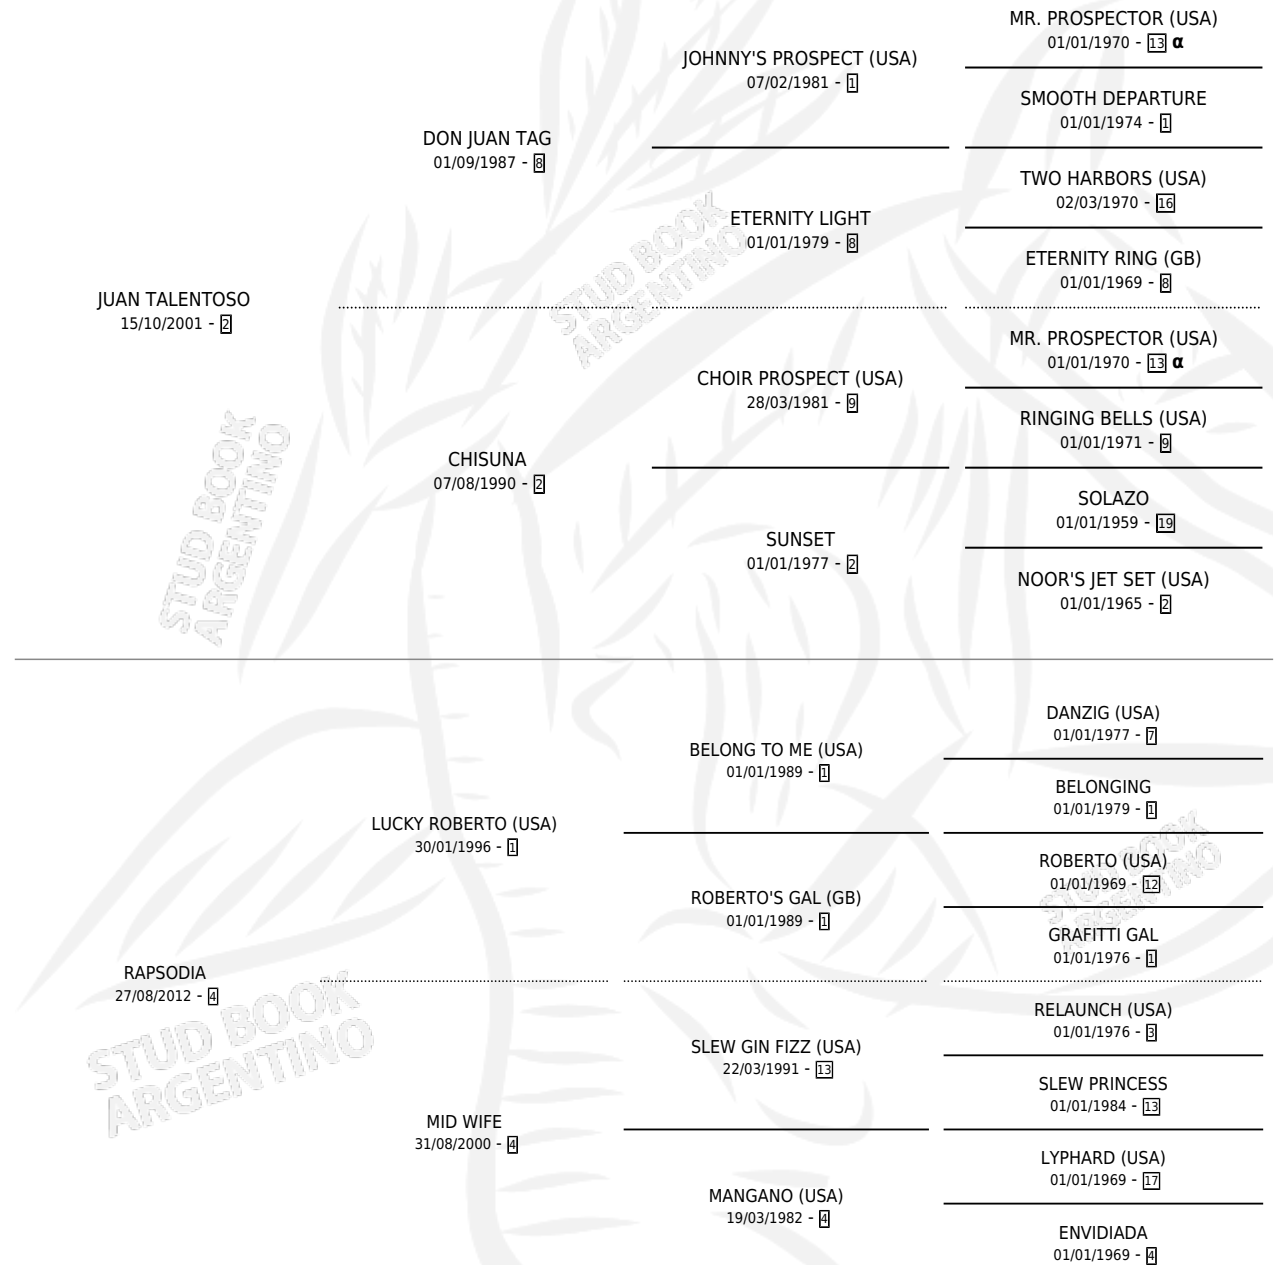 MR. PROSPECTOR (USA)
01/01/1970 - 13 α
JOHNNY'S PROSPECT (USA)
07/02/1981 - 1
SMOOTH DEPARTURE
01/01/1974 - 1
DON JUAN TAG
01/09/1987 - 8
TWO HARBORS (USA)
02/03/1970 - 16
ETERNITY LIGHT
01/01/1979 - 8
ETERNITY RING (GB)
01/01/1969 - 8
STUD BOOK
ARGENTINO
JUAN TALENTOSO
15/10/2001 - 2
MR. PROSPECTOR (USA)
01/01/1970 - 13 α
CHOIR PROSPECT (USA)
28/03/1981 - 9
RINGING BELLS (USA)
01/01/1971 - 9
CHISUNA
07/08/1990 - 2
SOLAZO
01/01/1959 - 19
SUNSET
01/01/1977 - 2
NOOR'S JET SET (USA)
01/01/1965 - 2
STUD BOOK
ARGENTINO
DANZIG (USA)
01/01/1977 - 7
BELONG TO ME (USA)
01/01/1989 - 1
BELONGING
01/01/1979 - 1
LUCKY ROBERTO (USA)
30/01/1996 - 1
ROBERTO (USA)
01/01/1969 - 12
STUD BOOK
ARGENTINO
ROBERTO'S GAL (GB)
01/01/1989 - 1
GRAFITTI GAL
01/01/1976 - 1
RAPSODIA
27/08/2012 - 4
STUD BOOK
ARGENTINO
RELAUNCH (USA)
01/01/1976 - 3
SLEW GIN FIZZ (USA)
22/03/1991 - 13
SLEW PRINCESS
01/01/1984 - 13
MID WIFE
31/08/2000 - 4
LYPHARD (USA)
01/01/1969 - 17
MANGANO (USA)
19/03/1982 - 4
ENVIDIADA
01/01/1969 - 4